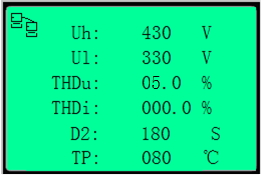 Uh: 430 V
Ul: 330 V
THDu: 05.0 %
THDi: 000.0 %
D2: 180 S
TP: 080 ℃